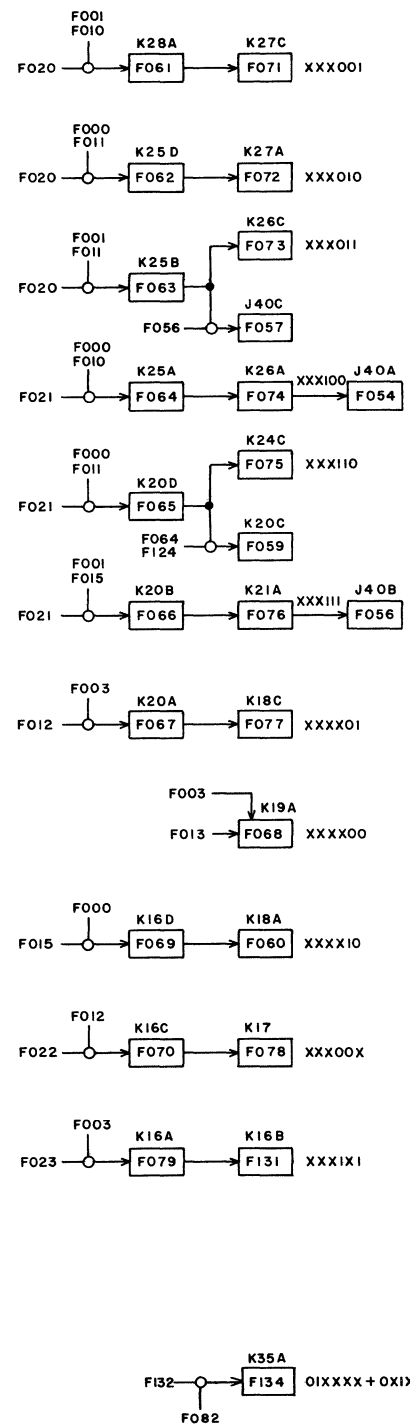 F001
F010
K28A K27C
F020 F061 F071 XXX001
F000
F011
K25D K27A
F020 F062 F072 XXX010
K26C
F001
F011
F073 XXX011
K25B
F020 F063
J40C
F056 F057
F000
F010
K25A K26A XXX100 J40A
F021 F064 F074 F054
K24C
F000
F011
F075 XXX110
K20D
F021 F065
F064
F124
K20C
F059
F001
F015
K20B K21A XXX111 J40B
F021 F066 F076 F056
F003
K20A K18C
F012 F067 F077 XXXX01
F003
K19A
F013 F068 XXXX00
F000
K16D K18A
F015 F069 F060 XXXX10
F012
K16C K17
F022 F070 F078 XXX00X
F003
K16A K16B
F023 F079 F131 XXX1X1
K35A
F132 F134 01XXXX + 0X1X
F082